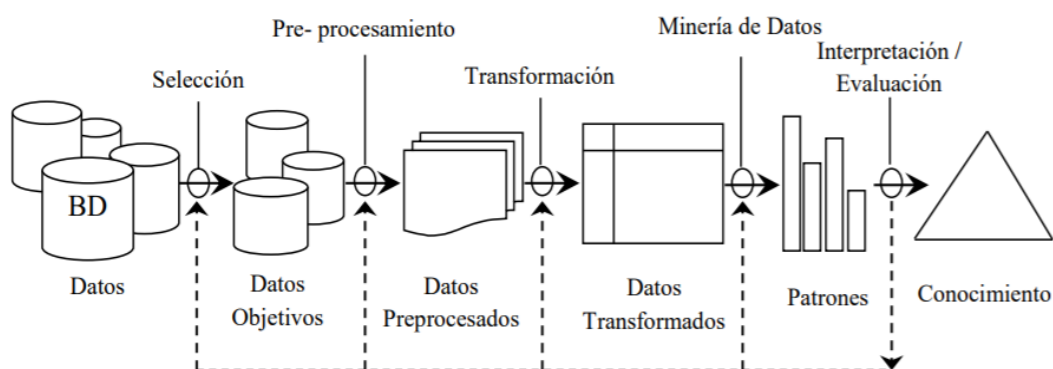 Pre- procesamiento
Minería de Datos
Interpretación /
Evaluación
Selección
Transformación
BD
Datos
Datos
Objetivos
Datos
Preprocesados
Datos
Transformados
Patrones
Conocimiento